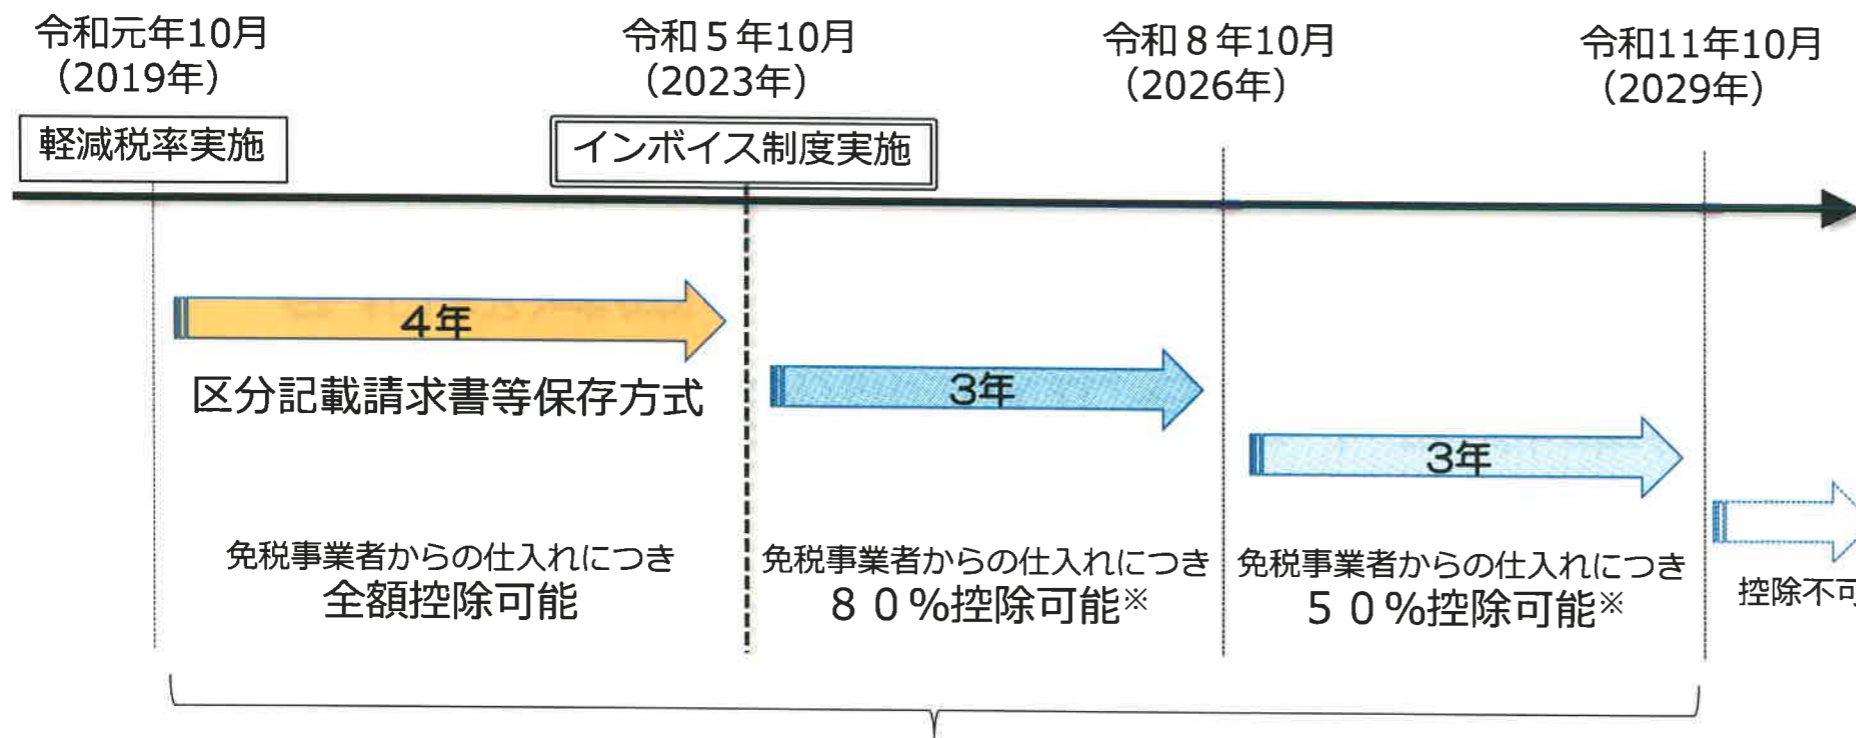 令和元年10月
（2019年）
令和５年10月
（2023年）
令和８年10月
（2026年）
令和11年10月
（2029年）
軽減税率実施
インボイス制度実施
４年
区分記載請求書等保存方式
３年
３年
免税事業者からの仕入れにつき
全額控除可能
免税事業者からの仕入れにつき
８０%控除可能※
免税事業者からの仕入れにつき
５０%控除可能※
控除不可